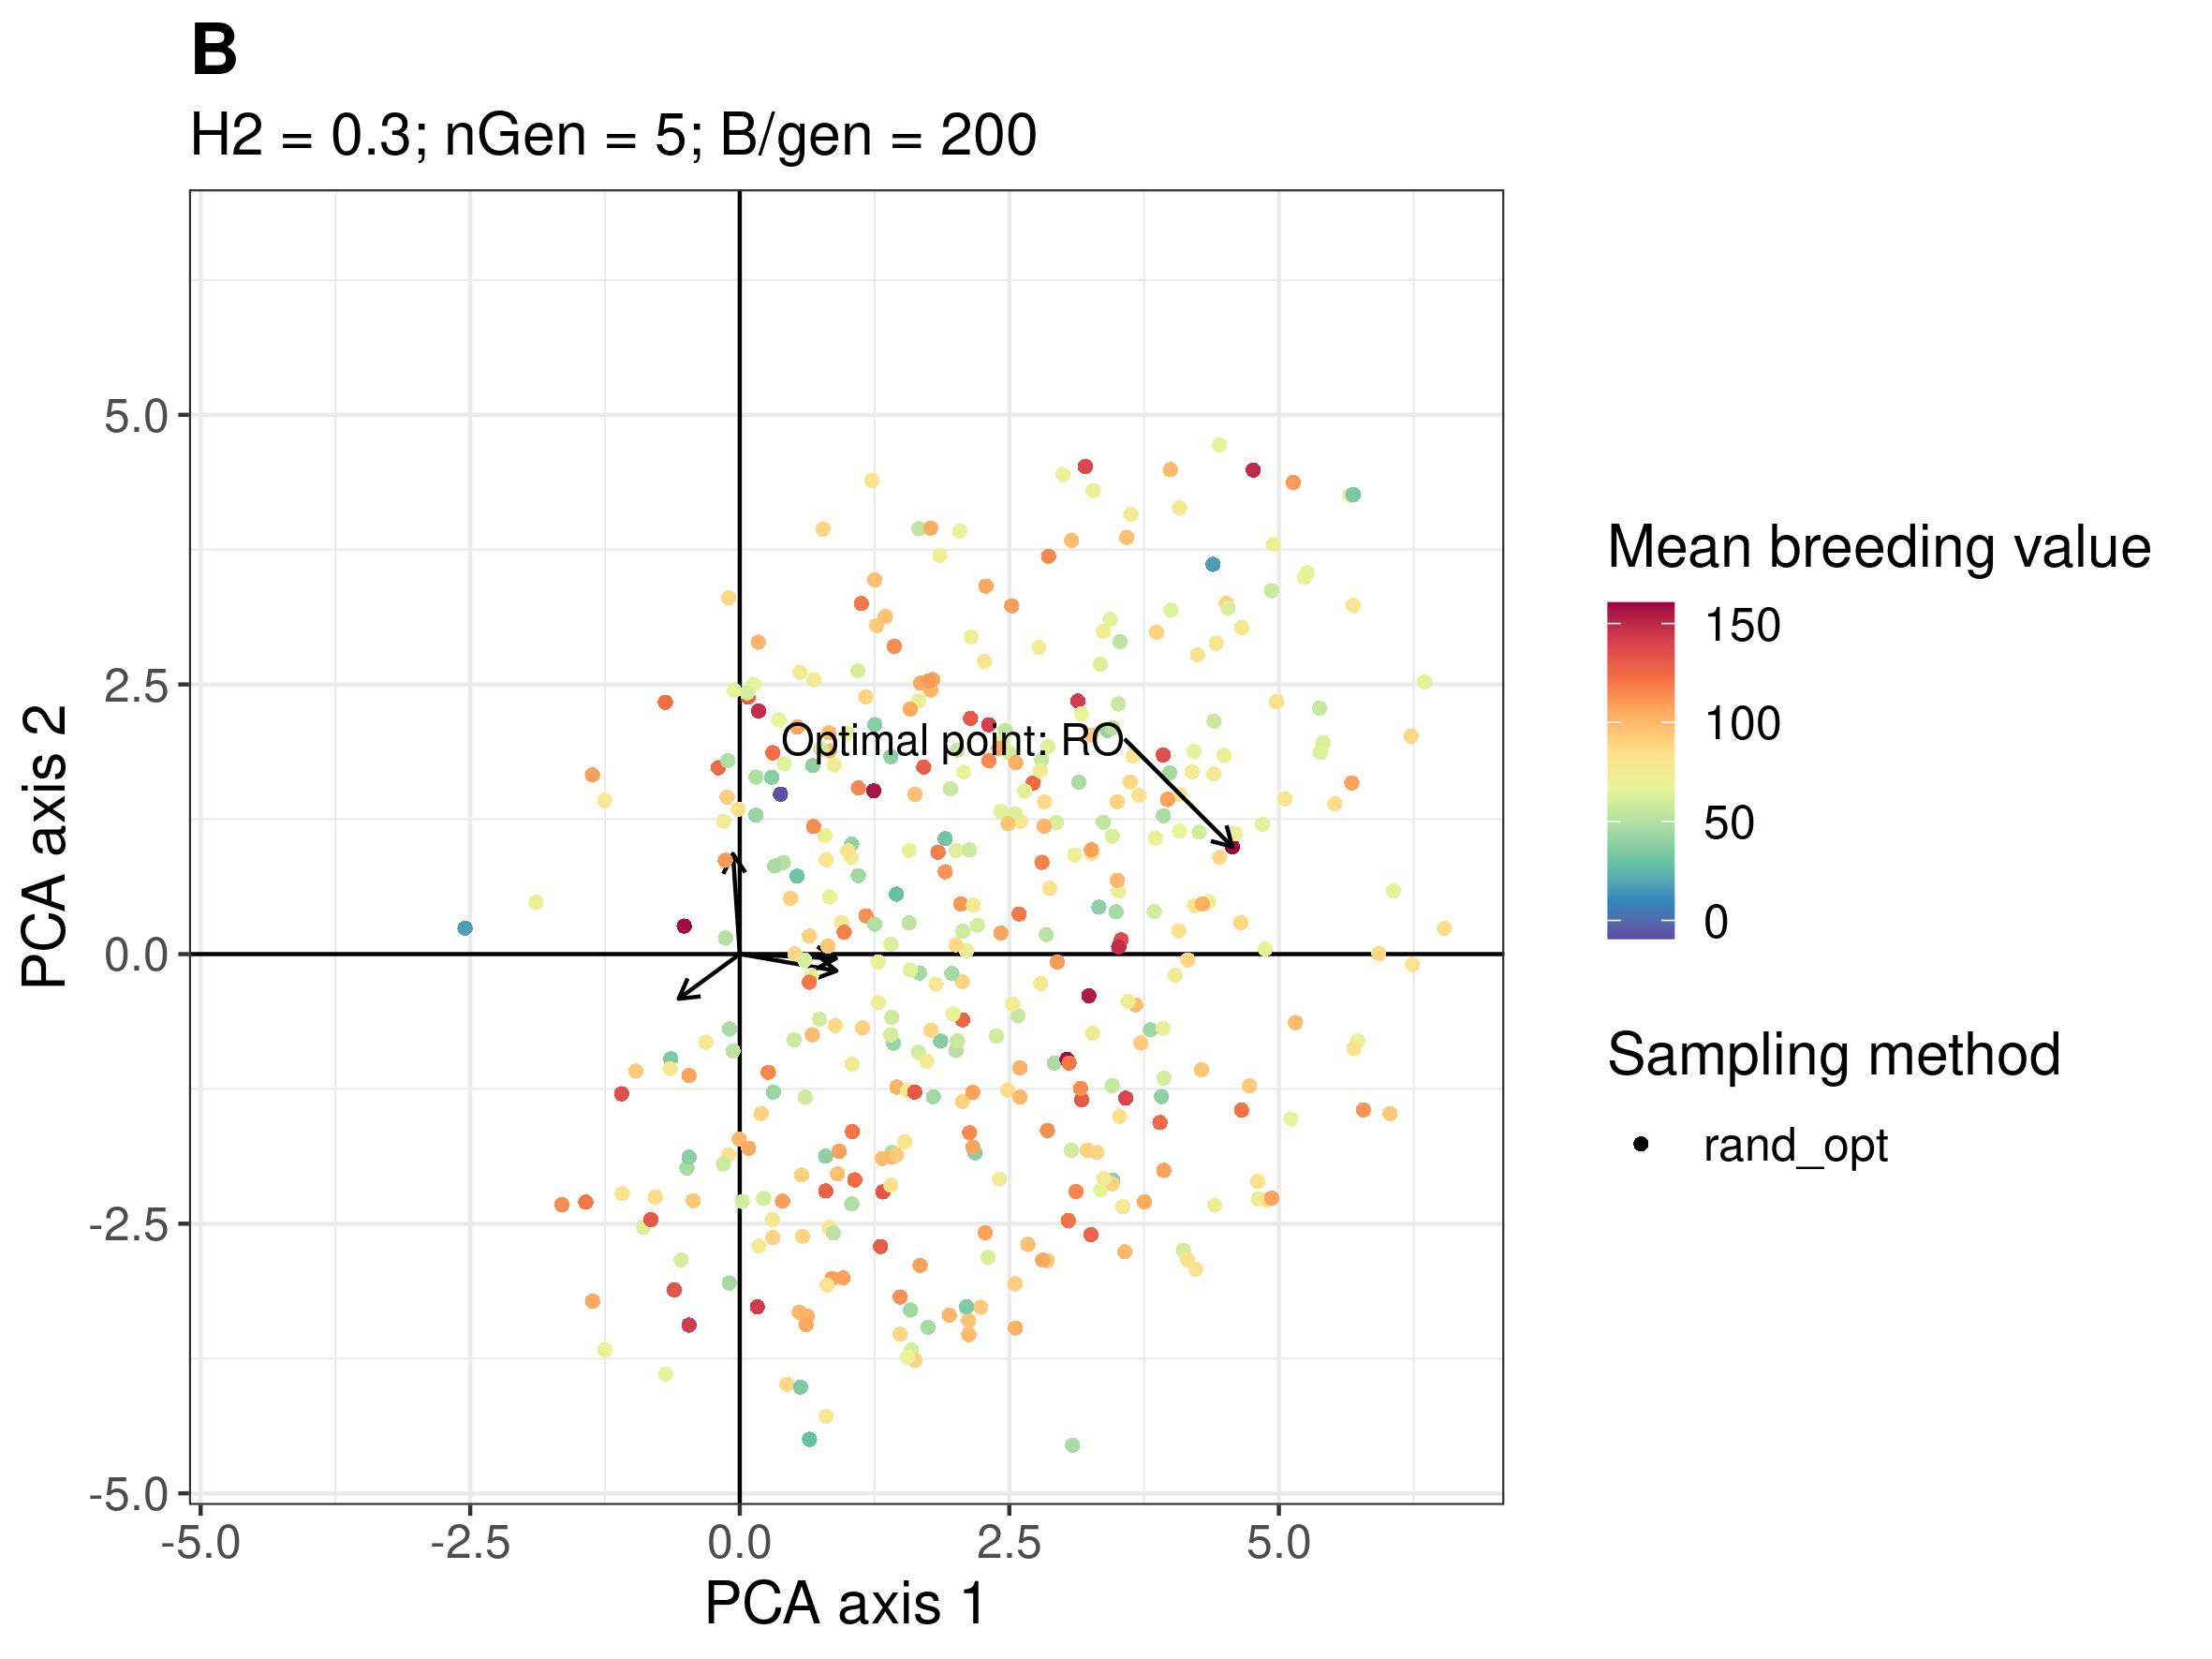 B
H2 = 0.3; nGen = 5; B/gen = 200
5.0
2.5
0.0
-2.5
-5.0
PCA axis 2
Optimal point: RO
-5.0
-2.5
0.0
2.5
5.0
PCA axis 1
Mean breeding value
150
100
50
0
Sampling method
rand_opt